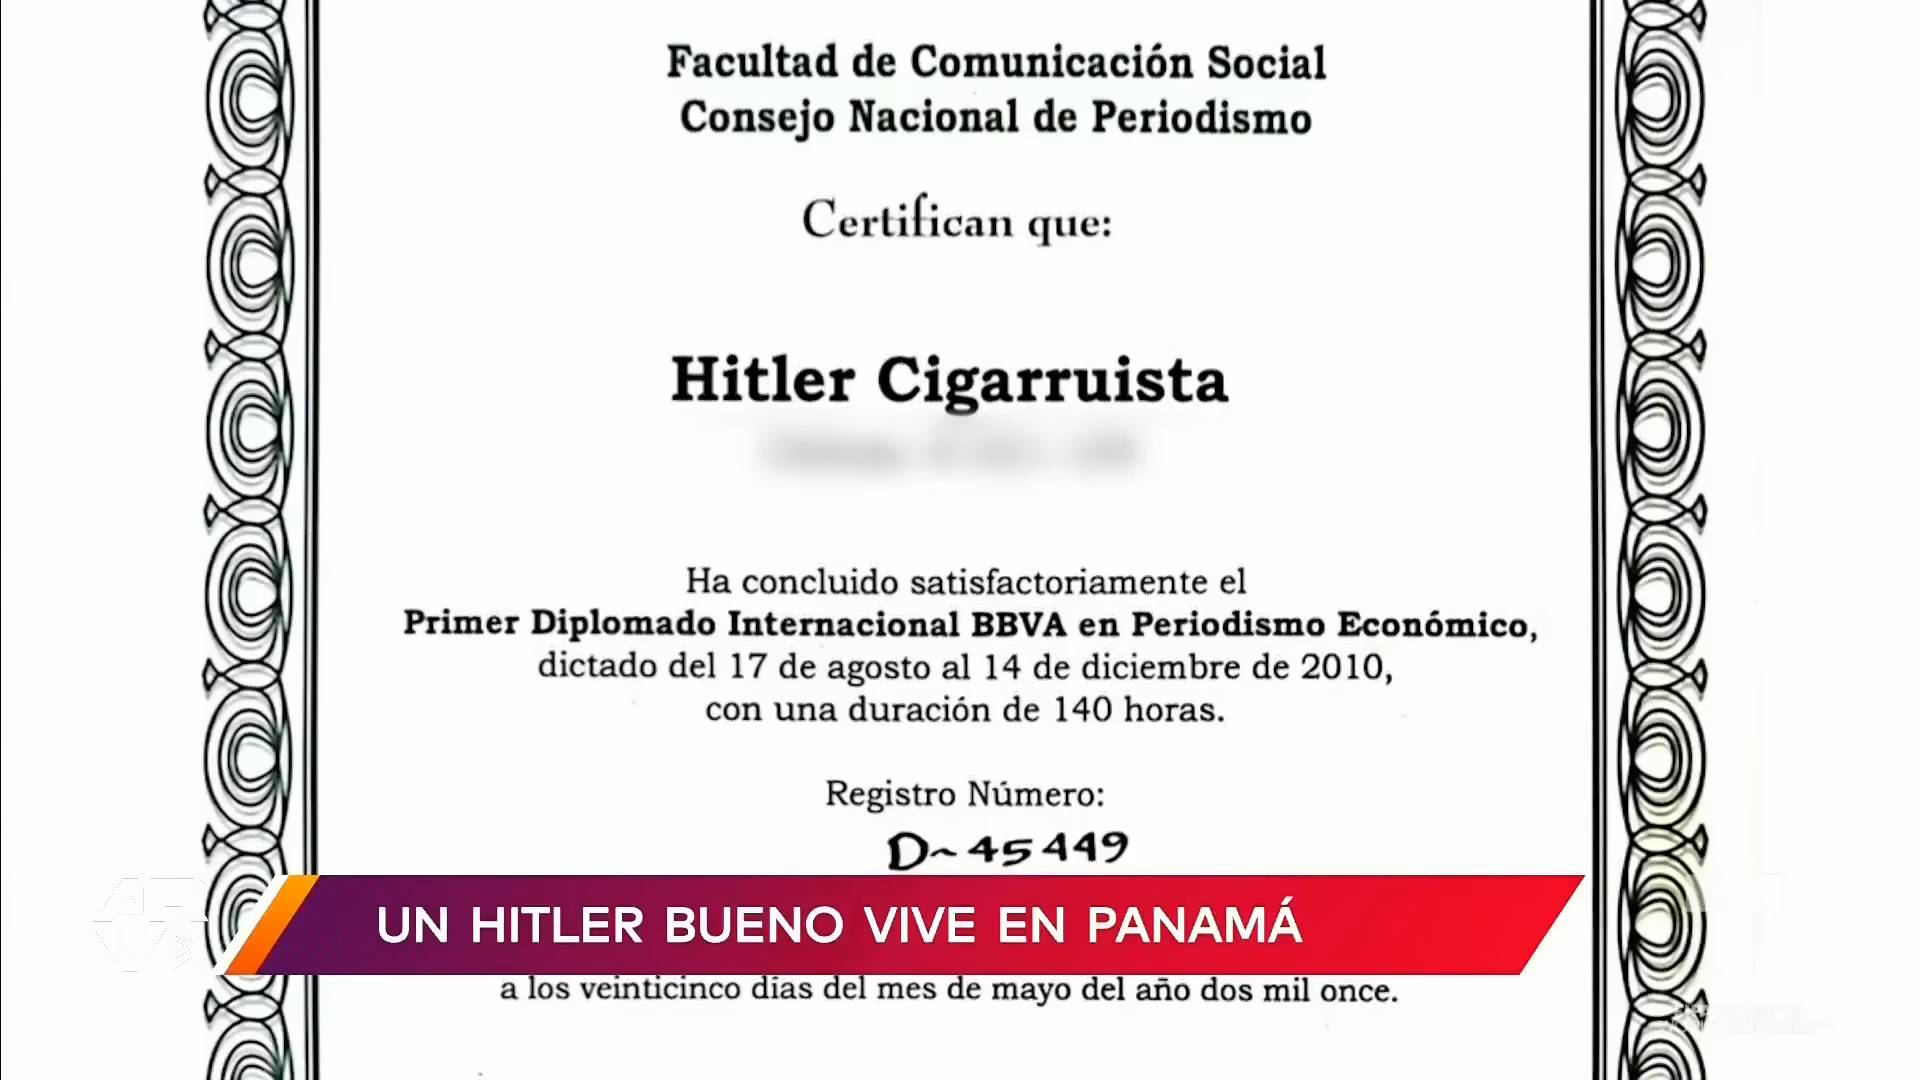 Facultad de Comunicación Social
Consejo Nacional de Periodismo
Certifican que:
Hitler Cigarruista
Ha concluido satisfactoriamente el
Primer Diplomado Internacional BBVA en Periodismo Económico,
dictado del 17 de agosto al 14 de diciembre de 2010,
con una duración de 140 horas.
Registro Número:
D~45449
UN HITLER BUENO VIVE EN PANAMÁ
a los veinticinco días del mes de mayo del año dos mil once.